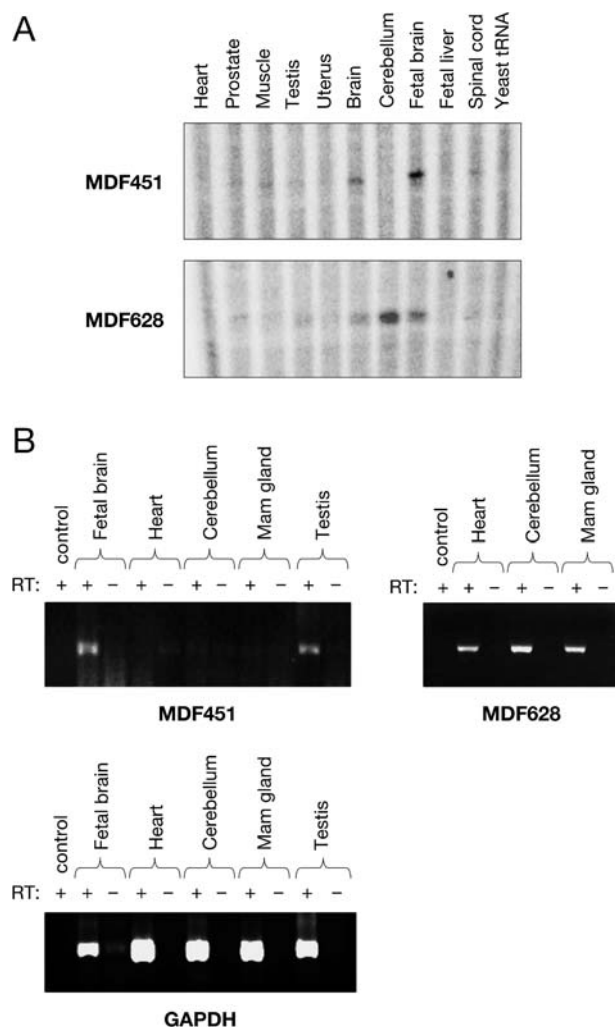 A
Heart Prostate Muscle Testis Uterus Brain Cerebellum Fetal brain Fetal liver Spinal cord Yeast tRNA
MDF451
MDF628
B
control Fetal brain Heart Cerebellum Mam gland Testis
RT: + + − + − + − + − + −
MDF451
control Heart Cerebellum Mam gland
RT: + + − + − + −
MDF628
control Fetal brain Heart Cerebellum Mam gland Testis
RT: + + − + − + − + − + −
GAPDH